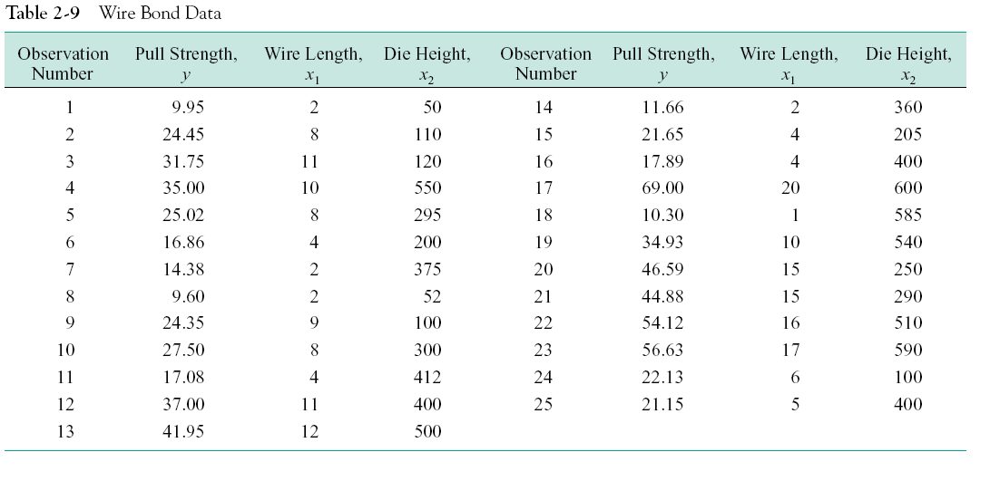 Table 2-9 Wire Bond Data
Observation Pull Strength, Wire Length, Die Height, Observation Pull Strength, Wire Length, Die Height,
Number y x1 x2 Number y x1 x2
1 9.95 2 50 14 11.66 2 360
2 24.45 8 110 15 21.65 4 205
3 31.75 11 120 16 17.89 4 400
4 35.00 10 550 17 69.00 20 600
5 25.02 8 295 18 10.30 1 585
6 16.86 4 200 19 34.93 10 540
7 14.38 2 375 20 46.59 15 250
8 9.60 2 52 21 44.88 15 290
9 24.35 9 100 22 54.12 16 510
10 27.50 8 300 23 56.63 17 590
11 17.08 4 412 24 22.13 6 100
12 37.00 11 400 25 21.15 5 400
13 41.95 12 500